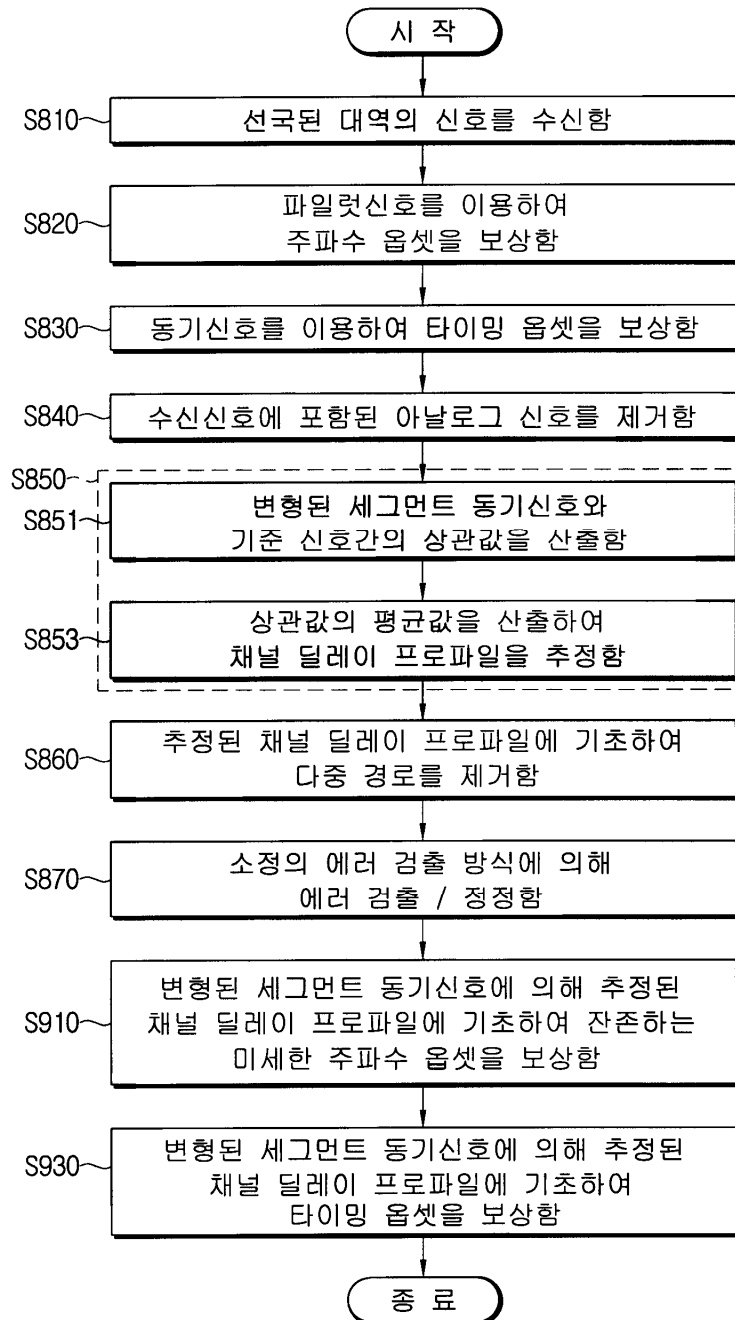 시 작
S810
선국된 대역의 신호를 수신함
S820
파일럿신호를 이용하여
주파수 옵셋을 보상함
S830
동기신호를 이용하여 타이밍 옵셋을 보상함
S840
수신신호에 포함된 아날로그 신호를 제거함
S850
S851
변형된 세그먼트 동기신호와
기준 신호간의 상관값을 산출함
S853
상관값의 평균값을 산출하여
채널 딜레이 프로파일을 추정함
S860
추정된 채널 딜레이 프로파일에 기초하여
다중 경로를 제거함
S870
소정의 에러 검출 방식에 의해
에러 검출 / 정정함
S910
변형된 세그먼트 동기신호에 의해 추정된
채널 딜레이 프로파일에 기초하여 잔존하는
미세한 주파수 옵셋을 보상함
S930
변형된 세그먼트 동기신호에 의해 추정된
채널 딜레이 프로파일에 기초하여
타이밍 옵셋을 보상함
종 료